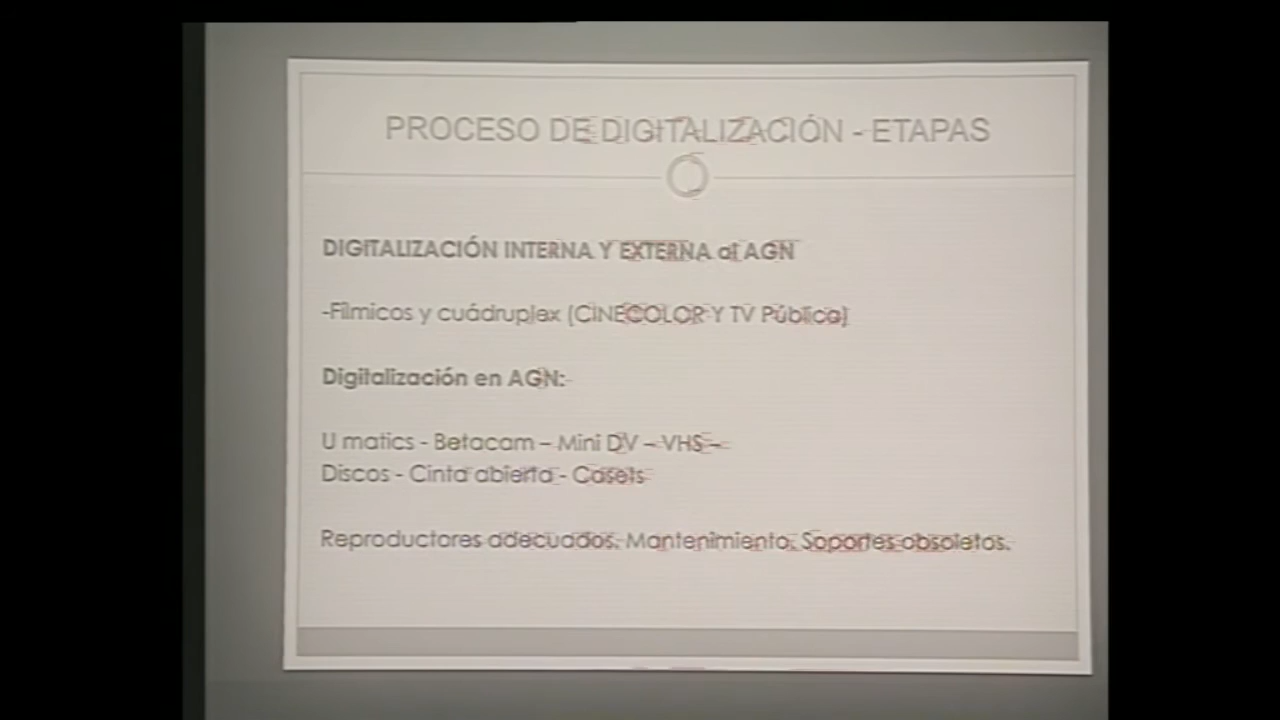 PROCESO DE DIGITALIZACIÓN - ETAPAS
DIGITALIZACIÓN INTERNA Y EXTERNA al AGN
-Fílmicos y cuádruplex (CINECOLOR Y TV Pública)
Digitalización en AGN:
U matics - Betacam – Mini DV – VHS –
Discos - Cinta abierta - Casets
Reproductores adecuados. Mantenimiento. Soportes obsoletos.